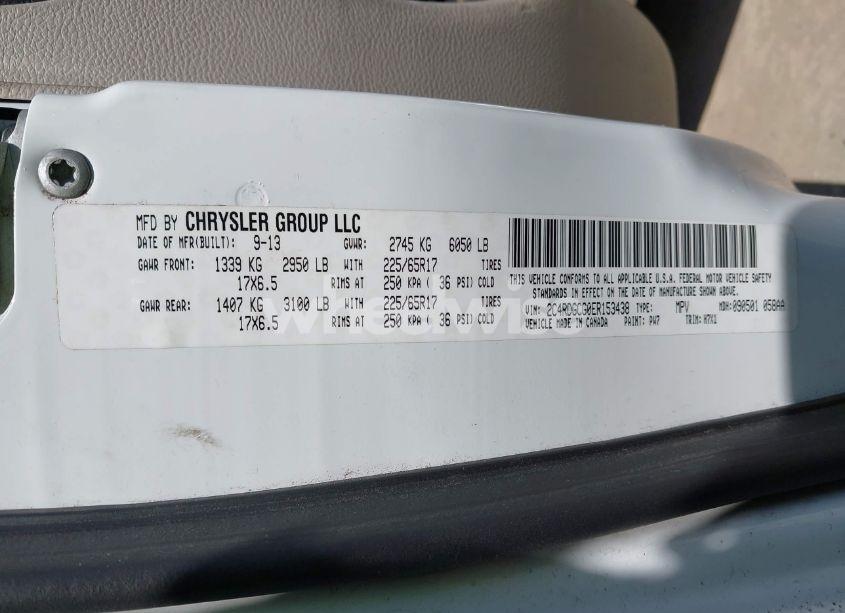 MFD BY CHRYSLER GROUP LLC
DATE OF MFR(BUILT): 9-13 GVWR: 2745 KG 6050 LB
GAWR FRONT: 1339 KG 2950 LB WITH 225/65R17 TIRES
17X6.5 RIMS AT 250 KPA ( 36 PSI) COLD
GAWR REAR: 1407 KG 3100 LB WITH 225/65R17 TIRES
17X6.5 RIMS AT 250 KPA ( 36 PSI) COLD
THIS VEHICLE CONFORMS TO ALL APPLICABLE U.S.A. FEDERAL MOTOR VEHICLE SAFETY
STANDARDS IN EFFECT ON THE DATE OF MANUFACTURE SHOWN ABOVE.
VIN: 2C4RDGCG0ER153438 TYPE: MPV MDH: 090501 058AA
VEHICLE MADE IN CANADA PAINT: PW7 TRIM: H7X1